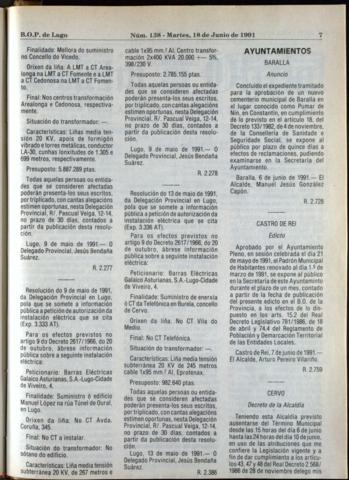 B.O.P. de Lugo
Núm. 138 - Martes, 18 de Junio de 1991
7
Finalidade: Mellora do suministro
no Concello do Vicedo.
Orixen da liña: A LMT a CT Area-
longa na LMT a CT Fomente e a LMT
a CT Cedonosa na LMT a CT Cedono-
sa.
Final: Nos centros transformación
Arealonga e Cedonosa, respectiva-
mente.
Situación do transformador: —.
Características: Liña media ten-
sión 20 KV, apoios de formigón
vibrado e torres metálicas, conductor
LA-30, cunhas lonxitudes de 1.305 e
699 metros, respectivamente.
Presuposto: 5.867.289 ptas.
Todas aquelas persoas ou entida-
des que se consideren afectadas
poderán presenta-los seus escritos,
por triplicado, con cantas alegacións
estimen oportunas, nesta Delegación
Provincial, R/. Pascual Veiga, 12-14,
no prazo de 30 días, contados a
partir da publicación desta resolu-
ción.
Lugo, 9 de maio de 1991.— O
Delegado Provincial, Jesús Bendaña
Suárez.
R. 2.277
Resolución do 9 de maio de 1991,
da Delegación Provincial en Lugo,
pola que se somete a información
pública a petición de autorización da
instalación eléctrica que se cita
(Exp. 3.333 AT).
Para os efectos previstos no
artigo 9 do Decreto 2617/1966, do 20
de outubro, ábrese información
pública sobre a seguinte instalación
eléctrica:
Peticionario: Barras Eléctricas
Galaico Asturianas, S.A.-Lugo-Cidade
de Viveiro, 4.
Finalidade: Suministro ó edificio
Manuel López na rúa Túnel de Oural,
en Lugo.
Orixen da liña: No CT Avda.
Coruña, 345.
Final: No CT a instalar.
Situación do transformador: No
sótano do edificio.
Características: Liña media tensión
subterránea 20 KV, de 267 metros e
cable 1x95 mm.² Al. Centro transfor-
mación 2x400 KVA 20.000 +— 5%,
398/230 V.
Presuposto: 2.785.155 ptas.
Todas aquelas persoas ou entida-
des que se consideren afectadas
poderán presenta-los seus escritos,
por triplicado, con cantas alegacións
estimen oportunas, nesta Delegación
Provincial, R/. Pascual Veiga, 12-14,
no prazo de 30 días, contados a
partir da publicación desta resolu-
ción.
Lugo, 9 de maio de 1991.— O
Delegado Provincial, Jesús Bendaña
Suárez.
R. 2.278
Resolución do 13 de maio de 1991,
da Delegación Provincial en Lugo,
pola que se somete a información
pública a petición de autorización da
instalación eléctrica que se cita
(Exp. 3.336 AT).
Para os efectos previstos no
artigo 9 do Decreto 2617/1966, do 20
de outubro, ábrese información
pública sobre a seguinte instalación
eléctrica:
Peticionario: Barras Eléctricas
Galaico Asturianas, S.A.-Lugo-Cidade
de Viveiro, 4.
Finalidade: Suministro de enerxía
ó CT da Telefónica en Burela, concello
de Cervo.
Orixen da liña: No CT Vila do
Medio.
Final: No CT Telefónica.
Situación do transformador: —.
Características: Liña media tensión
subterránea 20 KV de 245 metros
cable 1x95 mm.² Al, Eprotenax.
Presuposto: 982.640 ptas.
Todas aquelas persoas ou entida-
des que se consideren afectadas
poderán presenta-los seus escritos,
por triplicado, con cantas alegacións
estimen oportunas, nesta Delegación
Provincial, R/. Pascual Veiga, 12-14,
no prazo de 30 días, contados a
partir da publicación desta resolu-
ción.
Lugo, 13 de maio de 1991.— O
Delegado Provincial, Jesús Bendaña
Suárez.
R. 2.386
AYUNTAMIENTOS
BARALLA
Anuncio
Concluído el expediente tramitado
para la aprobación de un nuevo
cementerio municipal de Baralla en
el lugar conocido como Pumar de
Nin, en Constantín, en cumplimiento
de lo previsto en el artículo 18, del
Decreto 133/1982, de 4 de noviembre,
de la Conselleria de Sanidade e
Seguridade Social, se expone al
público por plazo de quince días a
efectos de reclamaciones, pudiendo
examinarse en la Secretaría del
Ayuntamiento.
Baralla, 6 de junio de 1991.— El
Alcalde, Manuel Jesús González
Capón.
R. 2.728
CASTRO DE REI
Edicto
Aprobado por el Ayuntamiento
Pleno, en sesión celebrada el día 21
de mayo de 1991, el Padrón Municipal
de Habitantes renovado al día 1.º de
marzo de 1991, se expone al público
en la Secretaría de este Ayuntamiento
durante el plazo de un mes, contado
a partir de la fecha de publicación
del presente edicto en el B.O. de la
Provincia, a los efectos de lo dis-
puesto en los arts. 15.2 del Real
Decreto Legislativo 781/1986, de 18
de abril y 74.4 del Reglamento de
Población y Demarcación Territorial
de las Entidades Locales.
Castro de Rei, 7 de junio de 1991.—
El Alcalde, Arturo Pereira Vilariño.
R. 2.759
CERVO
Decreto de la Alcaldía
Teniendo esta Alcaldía previsto
ausentarse del Término Municipal
desde las 15 horas del día 6 de junio
hasta las 24 horas del día 10 de junio,
en uso de las atribuciones que me
confiere la Legislación vigente y a
fin de dar cumplimiento a los artícu-
los 43, 47 y 48 del Real Decreto 2.568/
1986 de 28 de noviembre delego mis